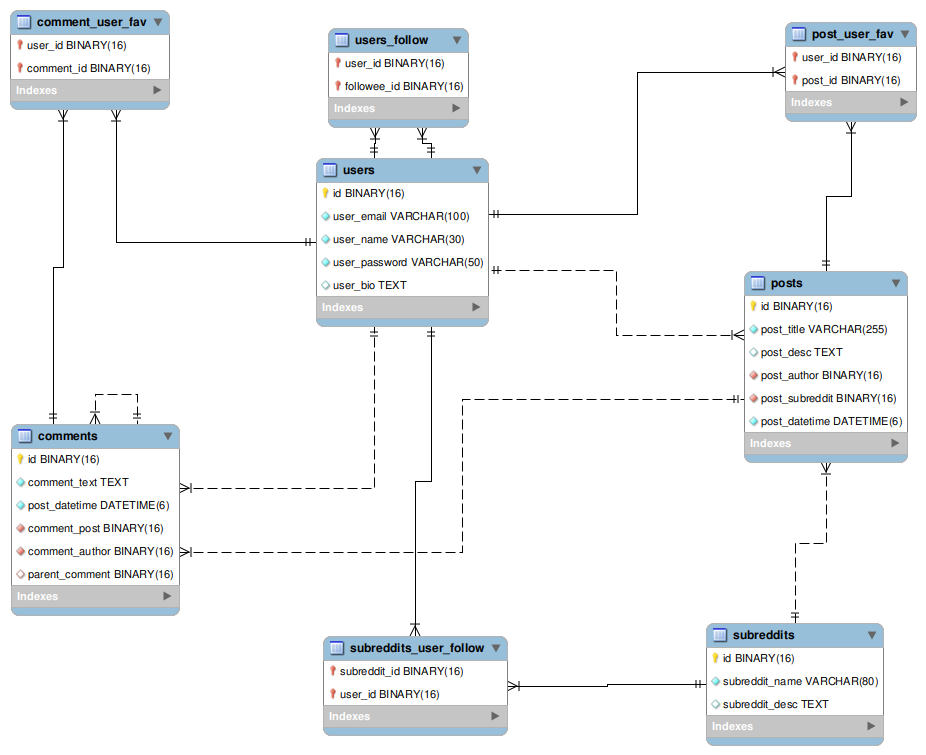 comment_user_fav
user_id BINARY(16)
comment_id BINARY(16)
Indexes
users_follow
user_id BINARY(16)
followee_id BINARY(16)
Indexes
post_user_fav
user_id BINARY(16)
post_id BINARY(16)
Indexes
users
id BINARY(16)
user_email VARCHAR(100)
user_name VARCHAR(30)
user_password VARCHAR(50)
user_bio TEXT
Indexes
posts
id BINARY(16)
post_title VARCHAR(255)
post_desc TEXT
post_author BINARY(16)
post_subreddit BINARY(16)
post_datetime DATETIME(6)
Indexes
comments
id BINARY(16)
comment_text TEXT
post_datetime DATETIME(6)
comment_post BINARY(16)
comment_author BINARY(16)
parent_comment BINARY(16)
Indexes
subreddits_user_follow
subreddit_id BINARY(16)
user_id BINARY(16)
Indexes
subreddits
id BINARY(16)
subreddit_name VARCHAR(80)
subreddit_desc TEXT
Indexes